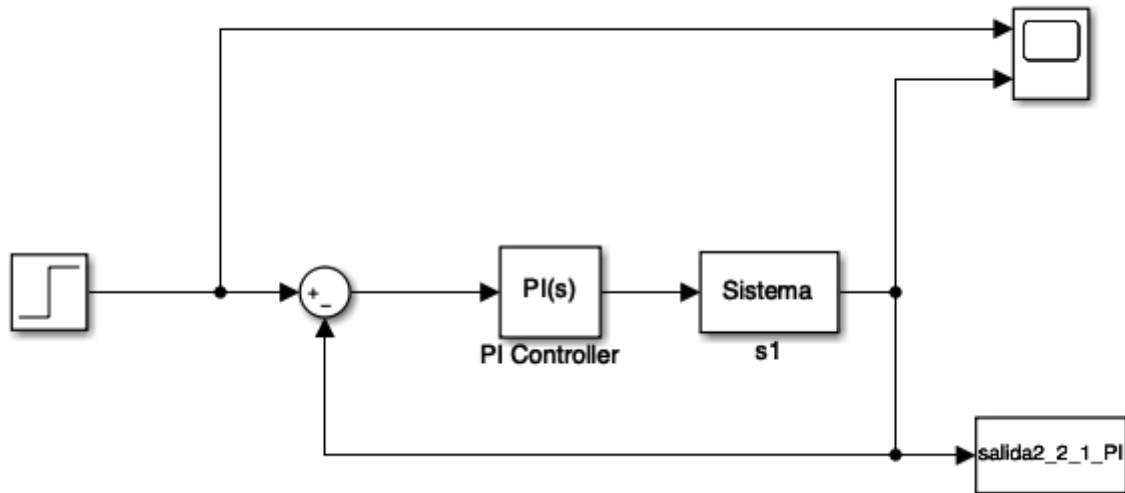 PI(s)
PI Controller
Sistema
s1
salida2_2_1_PI